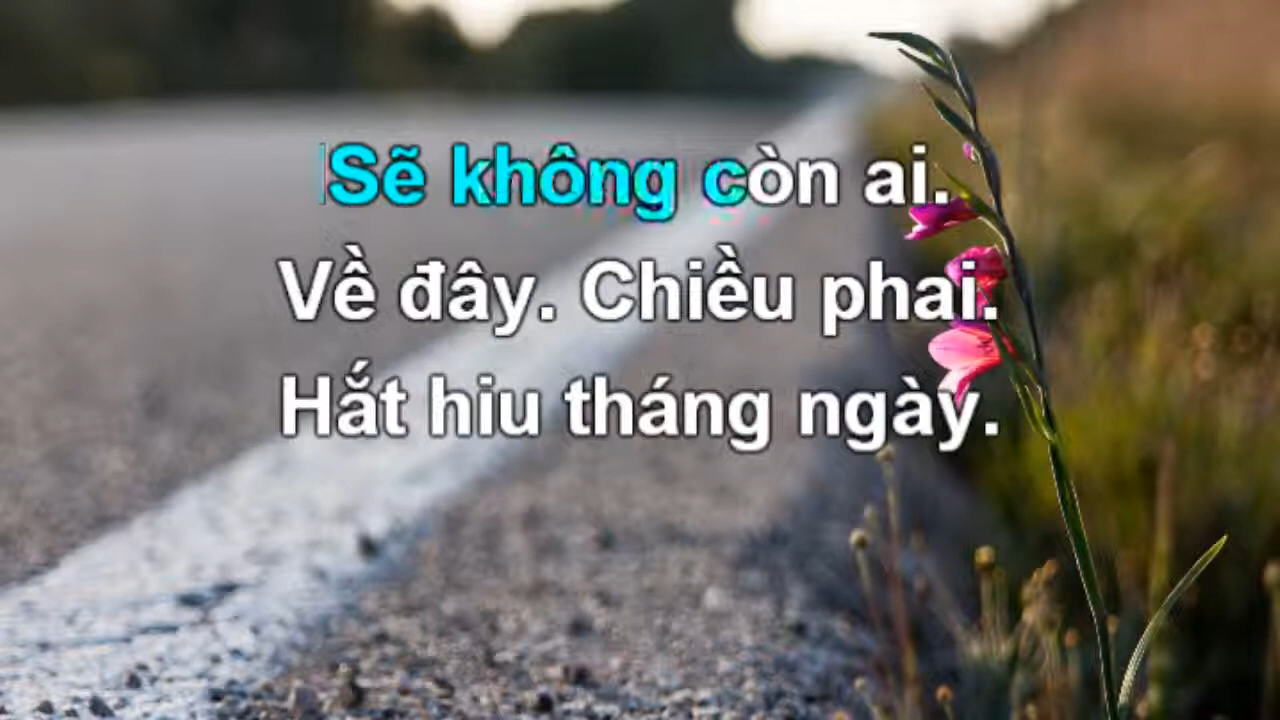 Sẽ không còn ai.
Về đây. Chiều phai.
Hắt hiu tháng ngày.